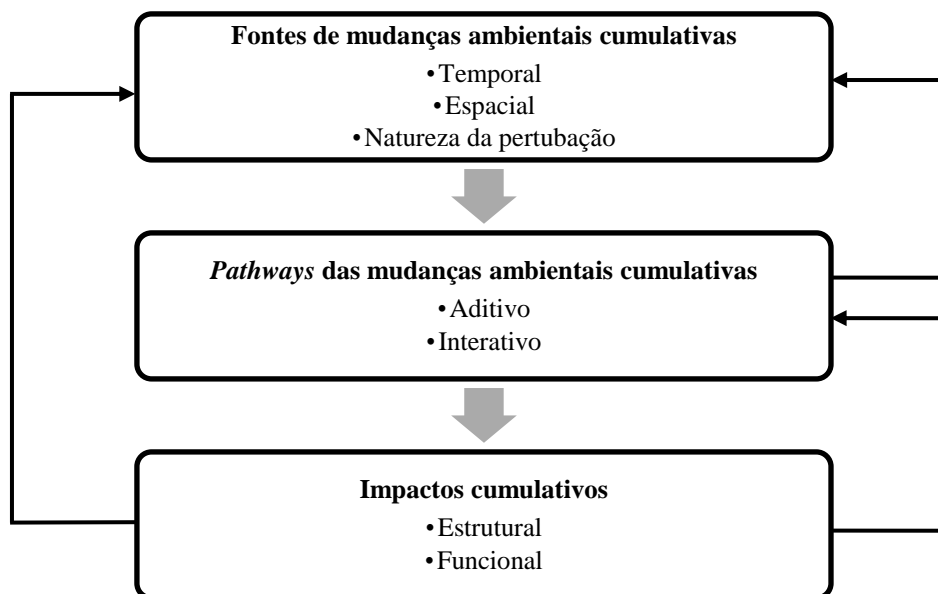 Fontes de mudanças ambientais cumulativas
•Temporal
•Espacial
•Natureza da pertubação
Pathways das mudanças ambientais cumulativas
•Aditivo
•Interativo
Impactos cumulativos
•Estrutural
•Funcional